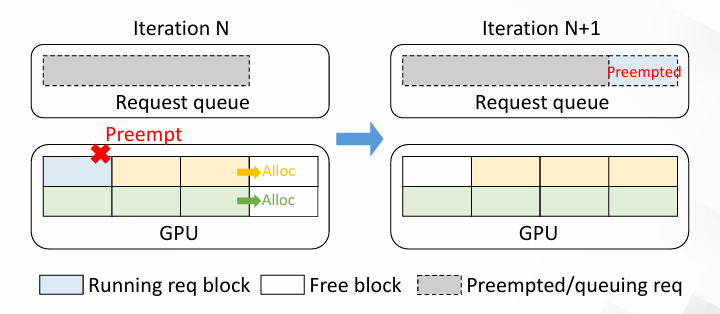 Iteration N
Iteration N+1
Preempted
Request queue
Request queue
Preempt
Alloc
Alloc
GPU
GPU
Running req block
Free block
Preempted/queuing req